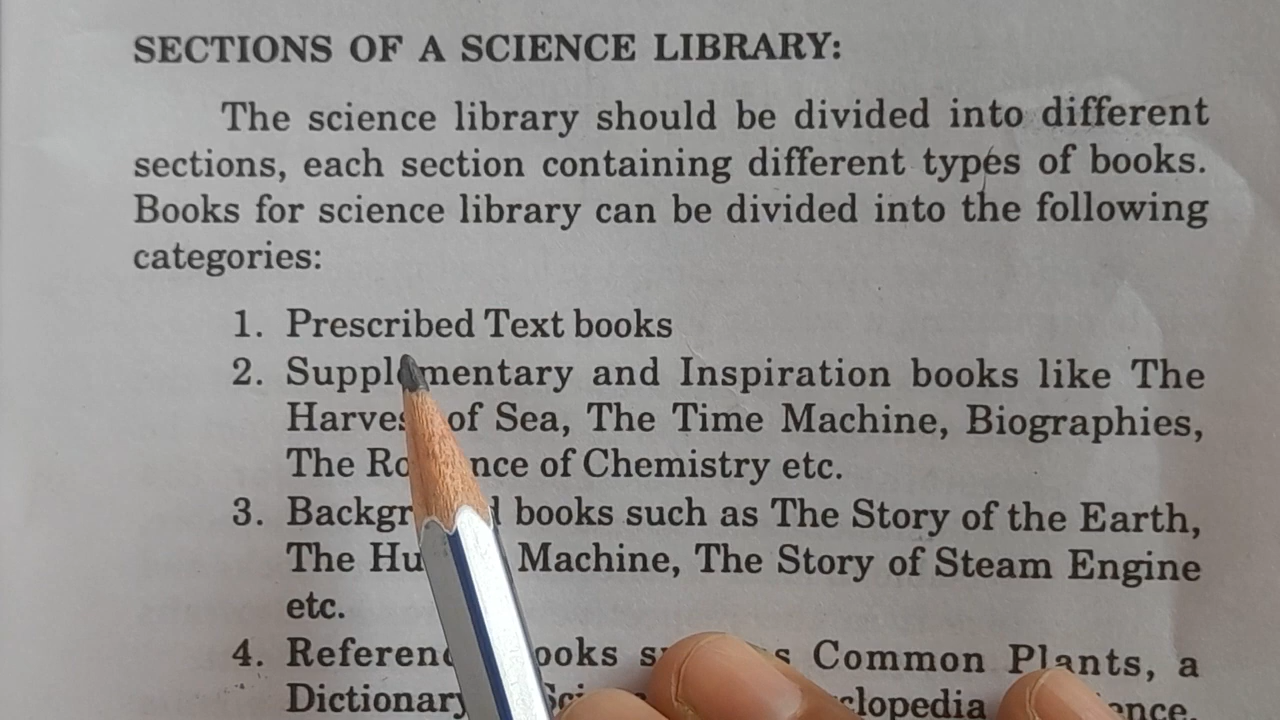 SECTIONS OF A SCIENCE LIBRARY:
The science library should be divided into different
sections, each section containing different types of books.
Books for science library can be divided into the following
categories:
1. Prescribed Text books
2. Supplementary and Inspiration books like The
Harvest of Sea, The Time Machine, Biographies,
The of Chemistry etc.
3. books such as The Story of the Earth,
The Machine, The Story of Steam Engine
etc.
4. Common Plants, a
Dictionary